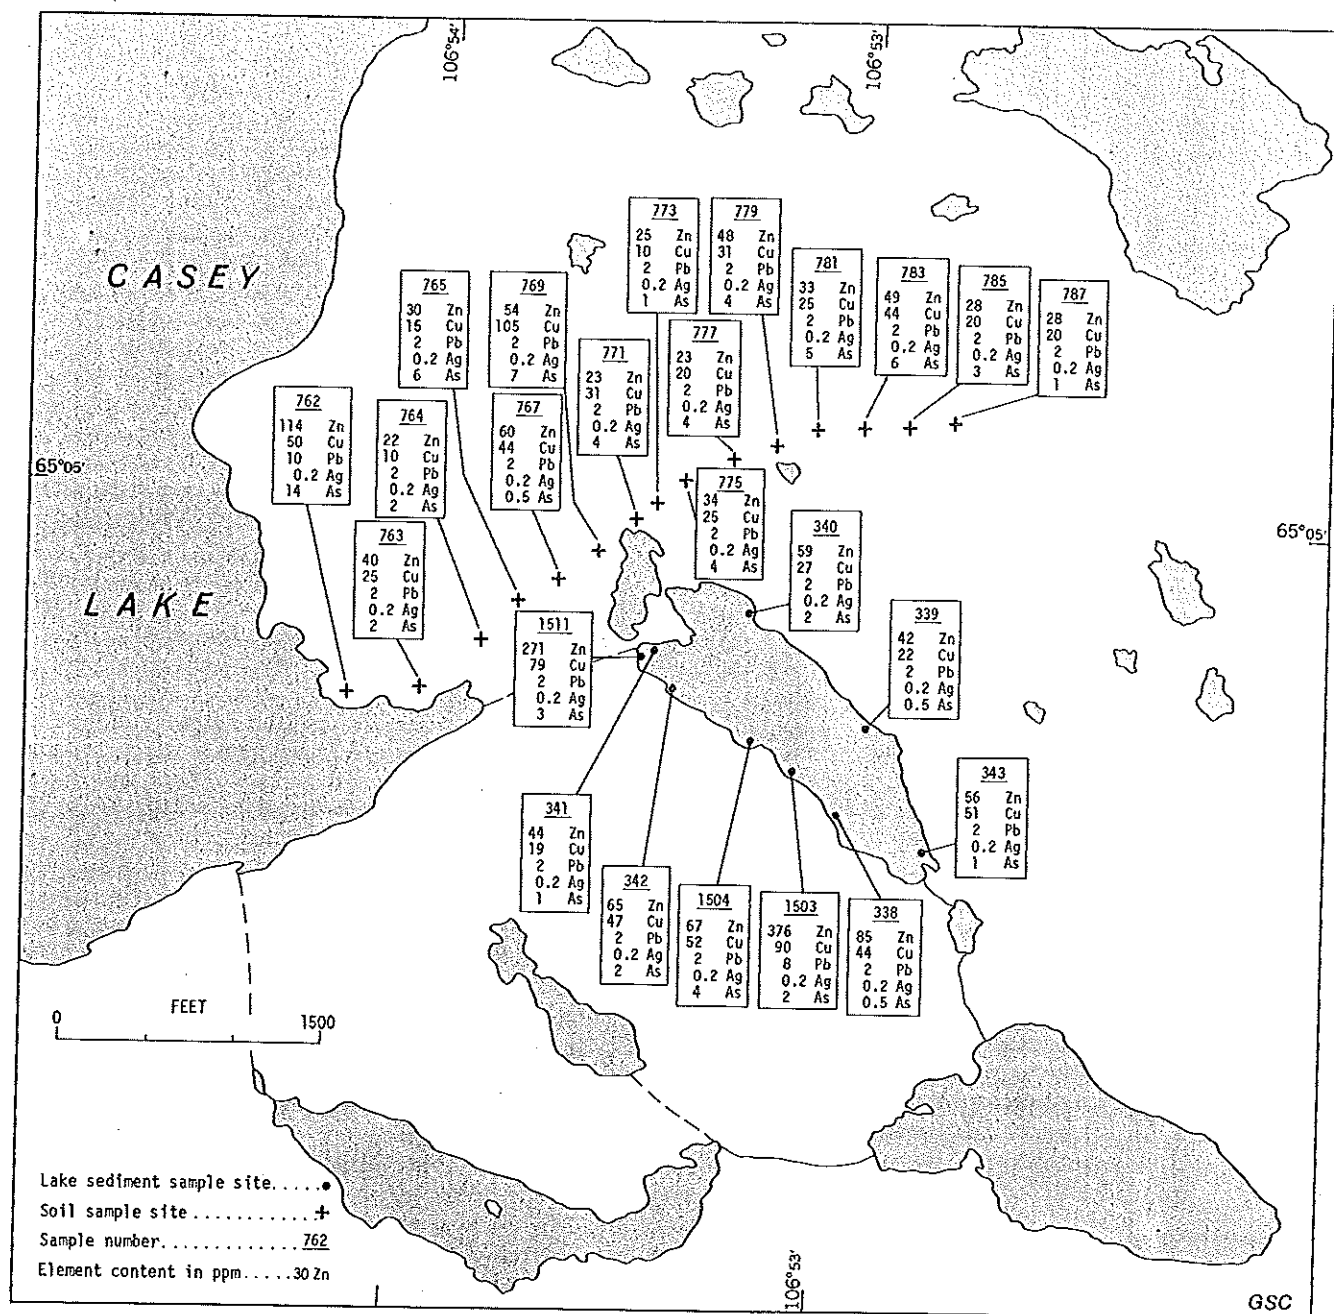 106°54'
106°53'
CASEY
LAKE
65°05'
65°05'
773
25 Zn
10 Cu
2 Pb
0.2 Ag
1 As
779
48 Zn
31 Cu
2 Pb
0.2 Ag
4 As
781
33 Zn
25 Cu
2 Pb
0.2 Ag
5 As
783
49 Zn
44 Cu
2 Pb
0.2 Ag
6 As
785
28 Zn
20 Cu
2 Pb
0.2 Ag
3 As
787
28 Zn
20 Cu
2 Pb
0.2 Ag
1 As
765
30 Zn
15 Cu
2 Pb
0.2 Ag
6 As
769
54 Zn
105 Cu
2 Pb
0.2 Ag
7 As
771
23 Zn
31 Cu
2 Pb
0.2 Ag
4 As
777
23 Zn
20 Cu
2 Pb
0.2 Ag
4 As
762
114 Zn
50 Cu
10 Pb
0.2 Ag
14 As
764
22 Zn
10 Cu
2 Pb
0.2 Ag
2 As
767
60 Zn
44 Cu
2 Pb
0.2 Ag
0.5 As
775
34 Zn
25 Cu
2 Pb
0.2 Ag
4 As
763
40 Zn
25 Cu
2 Pb
0.2 Ag
2 As
340
59 Zn
27 Cu
2 Pb
0.2 Ag
2 As
1511
271 Zn
79 Cu
2 Pb
0.2 Ag
3 As
339
42 Zn
22 Cu
2 Pb
0.2 Ag
0.5 As
343
56 Zn
51 Cu
2 Pb
0.2 Ag
1 As
341
44 Zn
19 Cu
2 Pb
0.2 Ag
1 As
342
65 Zn
47 Cu
2 Pb
0.2 Ag
2 As
1504
67 Zn
52 Cu
2 Pb
0.2 Ag
4 As
1503
376 Zn
90 Cu
8 Pb
0.2 Ag
2 As
338
85 Zn
44 Cu
2 Pb
0.2 Ag
0.5 As
FEET
0 1500
Lake sediment sample site.....
Soil sample site............
Sample number.............762
Element content in ppm.....30 Zn
106°53'
GSC